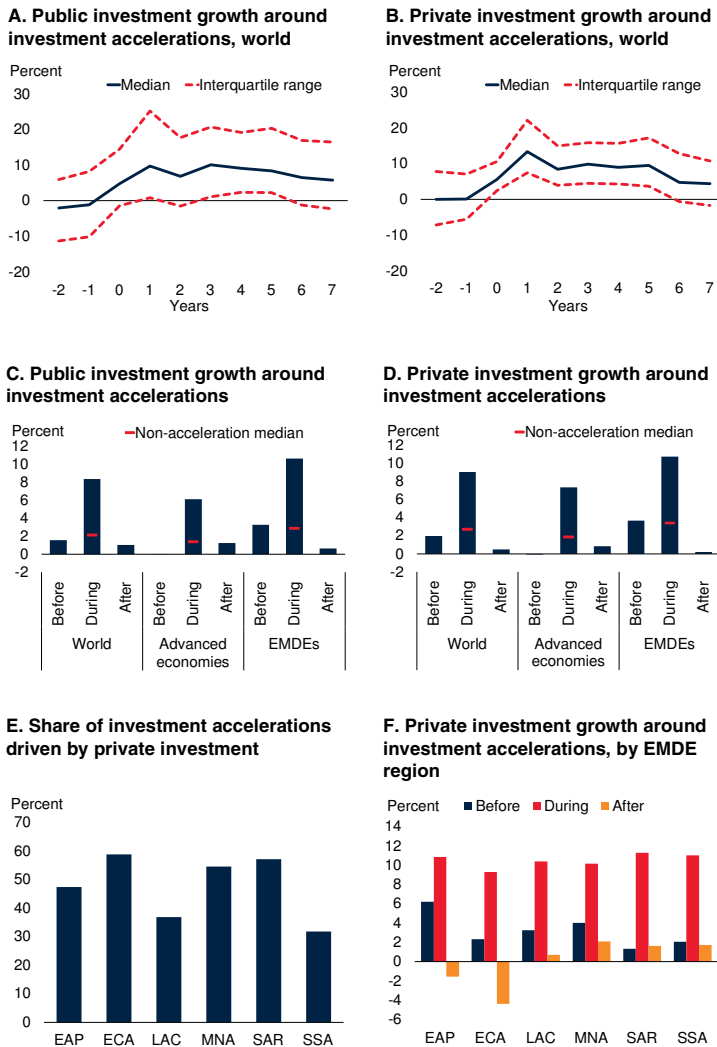 A. Public investment growth around
investment accelerations, world
Percent
Median Interquartile range
30
20
10
0
-10
-20
-2 -1 0 1 2 3 4 5 6 7
Years
B. Private investment growth around
investment accelerations, world
Percent
Median Interquartile range
30
20
10
0
-10
-20
-2 -1 0 1 2 3 4 5 6 7
Years
C. Public investment growth around
investment accelerations
Percent
Non-acceleration median
12
10
8
6
4
2
0
-2
Before During After Before During After Before During After
World Advanced economies EMDEs
D. Private investment growth around
investment accelerations
Percent
Non-acceleration median
12
10
8
6
4
2
0
-2
Before During After Before During After Before During After
World Advanced economies EMDEs
E. Share of investment accelerations
driven by private investment
Percent
70
60
50
40
30
20
10
0
EAP ECA LAC MNA SAR SSA
F. Private investment growth around
investment accelerations, by EMDE
region
Percent Before During After
14
12
10
8
6
4
2
0
-2
-4
-6
EAP ECA LAC MNA SAR SSA